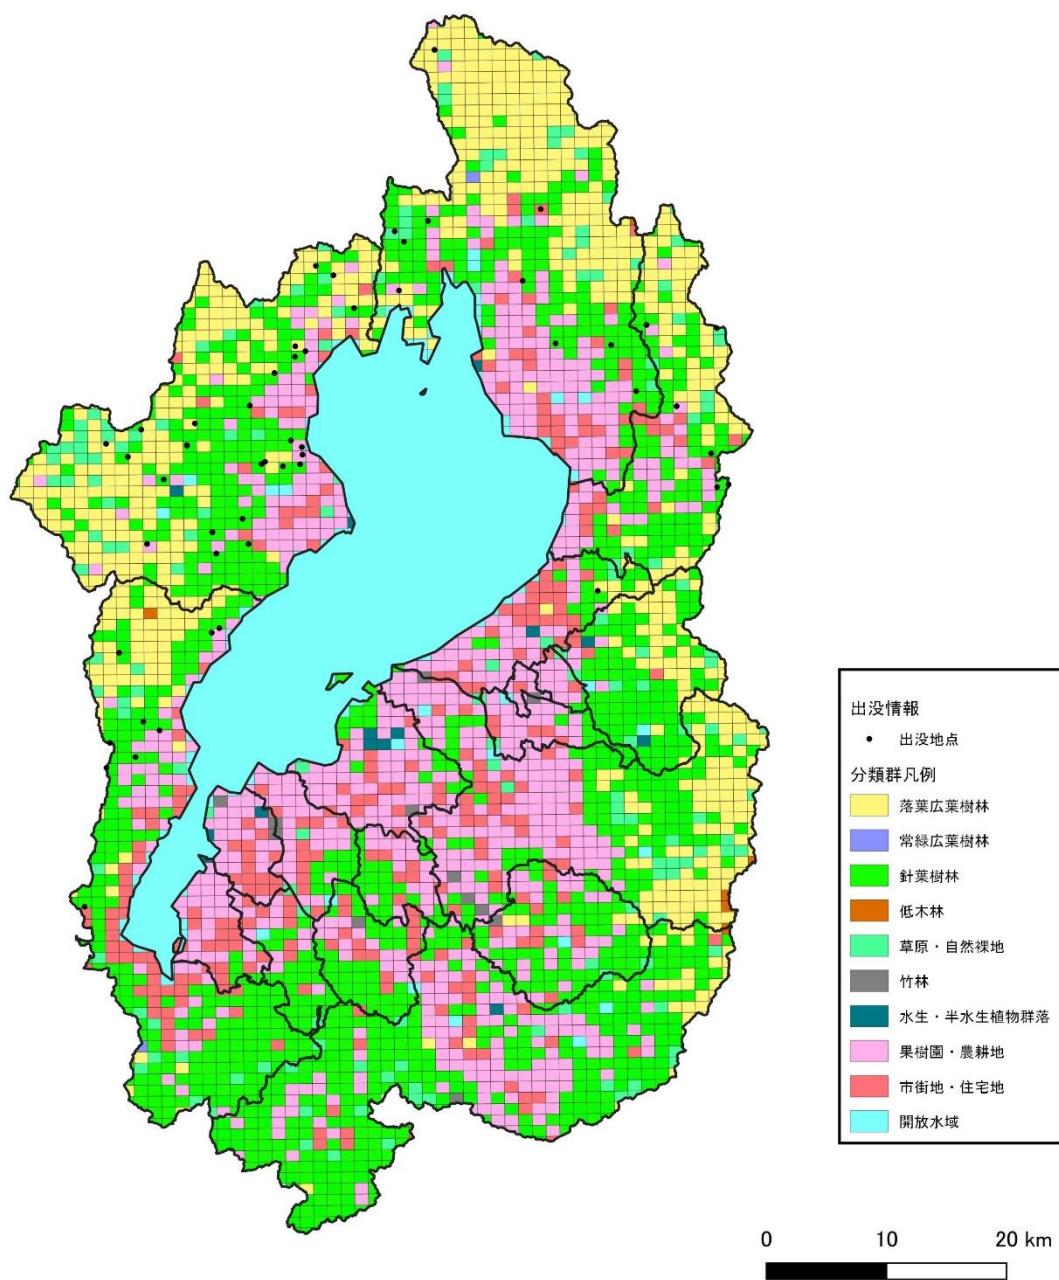 出没情報
出没地点
分類群凡例
落葉広葉樹林
常緑広葉樹林
針葉樹林
低木林
草原・自然裸地
竹林
水生・半水生植物群落
果樹園・農耕地
市街地・住宅地
開放水域
0 10 20 km